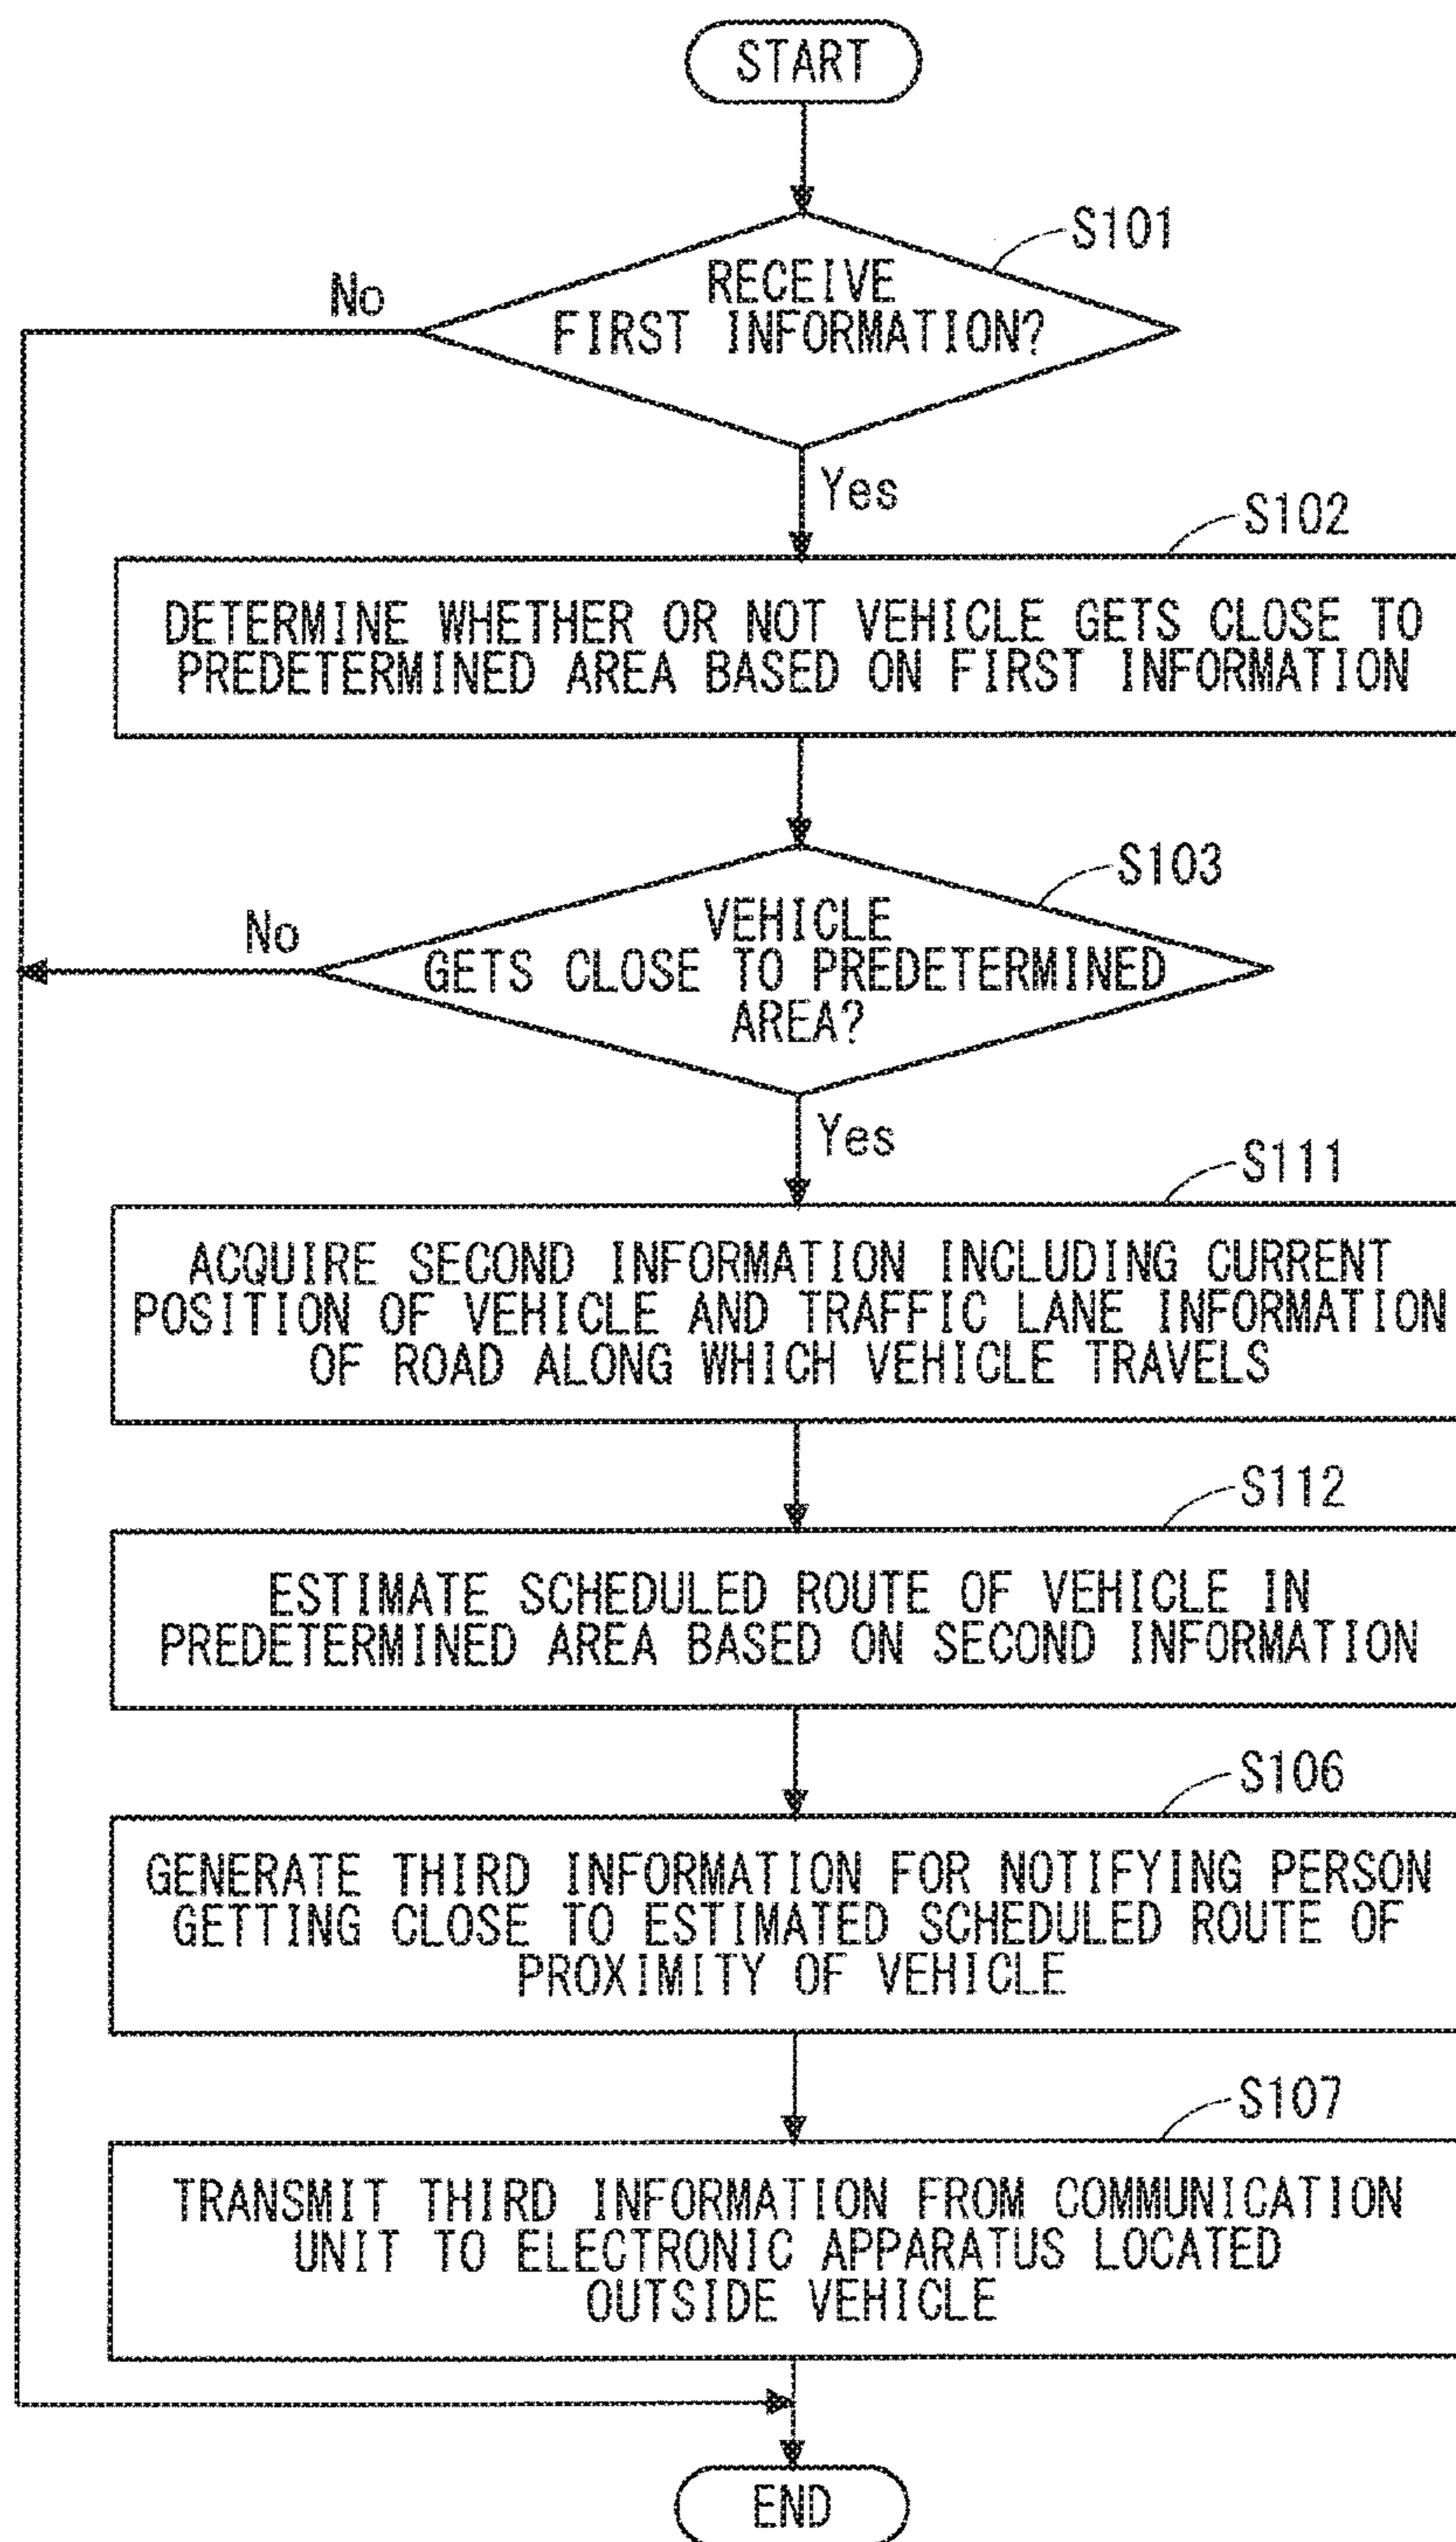 START
S101
RECEIVE
FIRST INFORMATION?
No
Yes
S102
DETERMINE WHETHER OR NOT VEHICLE GETS CLOSE TO
PREDETERMINED AREA BASED ON FIRST INFORMATION
S103
VEHICLE
GETS CLOSE TO PREDETERMINED
AREA?
No
Yes
S111
ACQUIRE SECOND INFORMATION INCLUDING CURRENT
POSITION OF VEHICLE AND TRAFFIC LANE INFORMATION
OF ROAD ALONG WHICH VEHICLE TRAVELS
S112
ESTIMATE SCHEDULED ROUTE OF VEHICLE IN
PREDETERMINED AREA BASED ON SECOND INFORMATION
S106
GENERATE THIRD INFORMATION FOR NOTIFYING PERSON
GETTING CLOSE TO ESTIMATED SCHEDULED ROUTE OF
PROXIMITY OF VEHICLE
S107
TRANSMIT THIRD INFORMATION FROM COMMUNICATION
UNIT TO ELECTRONIC APPARATUS LOCATED
OUTSIDE VEHICLE
END